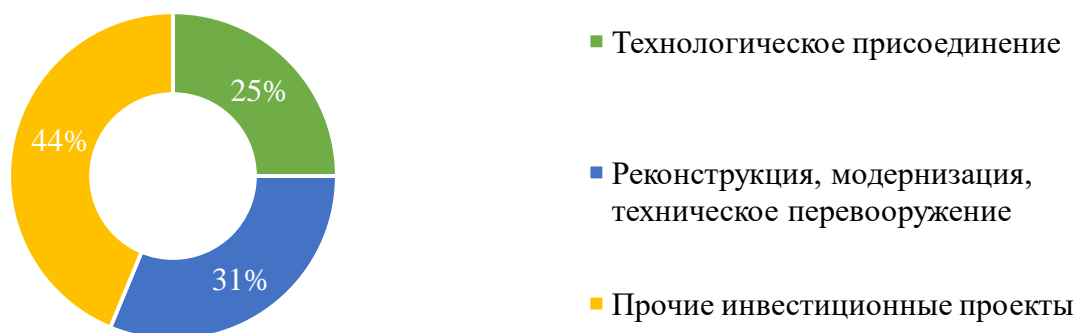 25%
44%
31%
Технологическое присоединение
Реконструкция, модернизация,
техническое перевооружение
Прочие инвестиционные проекты